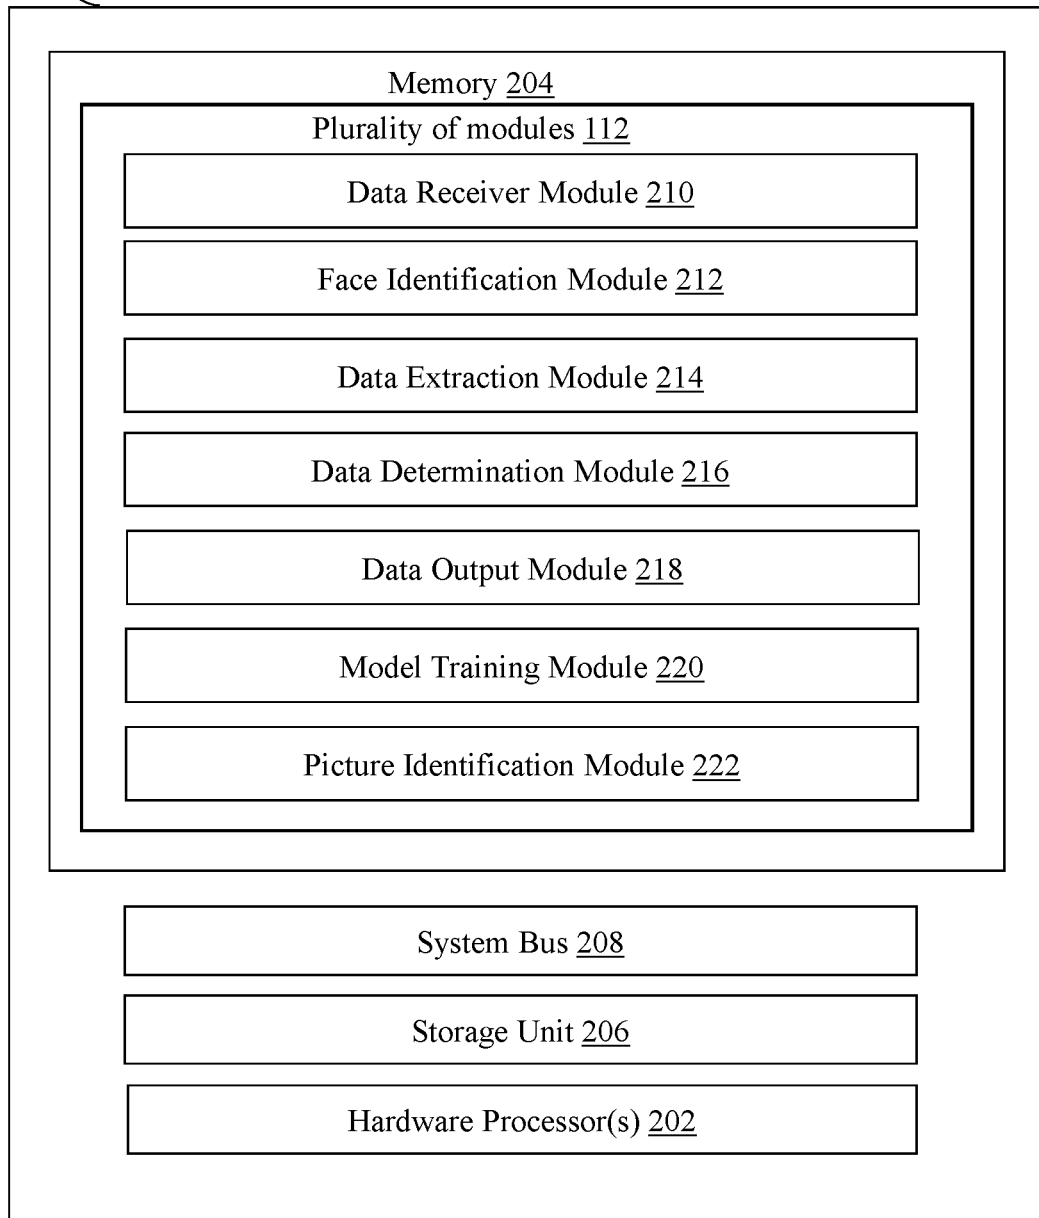 Memory 204
Plurality of modules 112
Data Receiver Module 210
Face Identification Module 212
Data Extraction Module 214
Data Determination Module 216
Data Output Module 218
Model Training Module 220
Picture Identification Module 222
System Bus 208
Storage Unit 206
Hardware Processor(s) 202